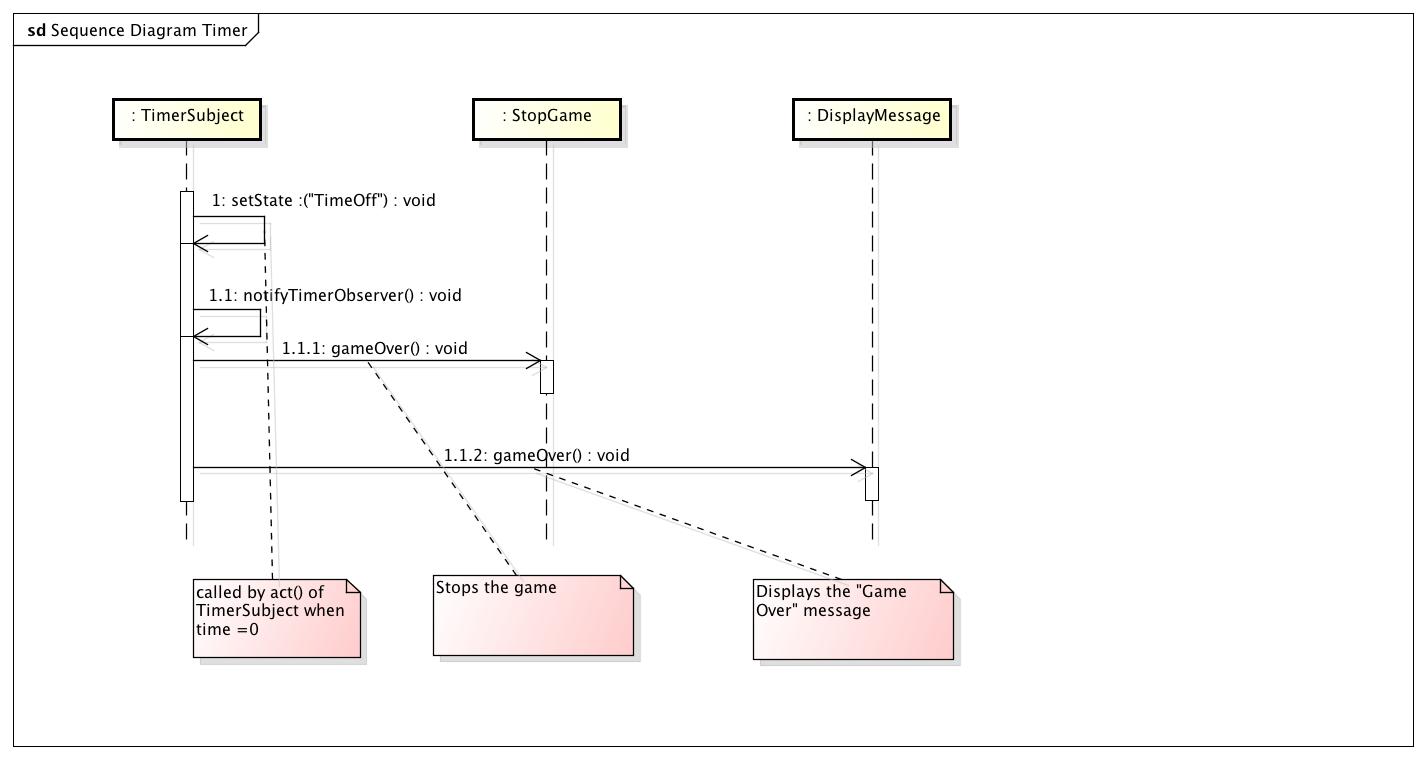 sd Sequence Diagram Timer
: TimerSubject
: StopGame
: DisplayMessage
1: setState :("TimeOff") : void
1.1: notifyTimerObserver() : void
1.1.1: gameOver() : void
1.1.2: gameOver() : void
called by act() of
TimerSubject when
time =0
Stops the game
Displays the "Game
Over" message